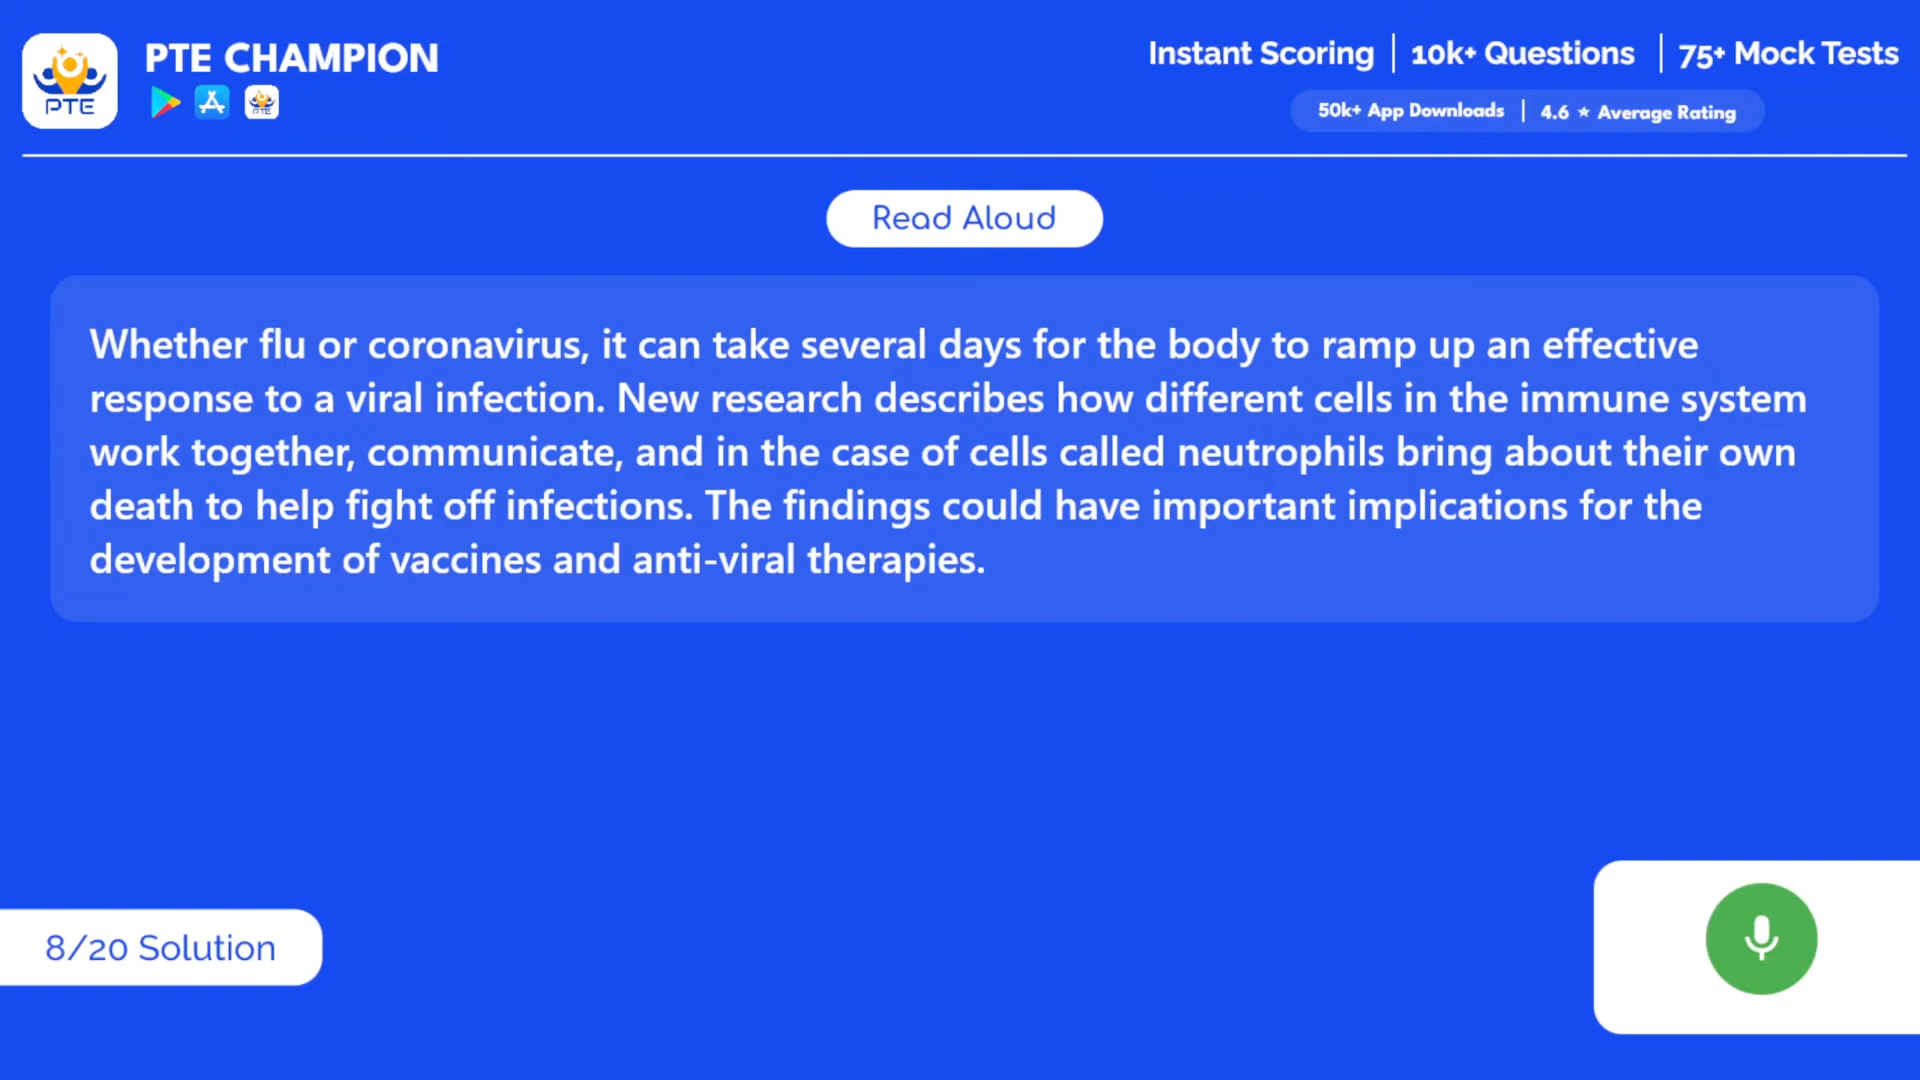 PTE CHAMPION
PTE
PTE
Instant Scoring | 10k+ Questions | 75+ Mock Tests
50k+ App Downloads | 4.6 ★ Average Rating
Read Aloud
Whether flu or coronavirus, it can take several days for the body to ramp up an effective
response to a viral infection. New research describes how different cells in the immune system
work together, communicate, and in the case of cells called neutrophils bring about their own
death to help fight off infections. The findings could have important implications for the
development of vaccines and anti-viral therapies.
8/20 Solution